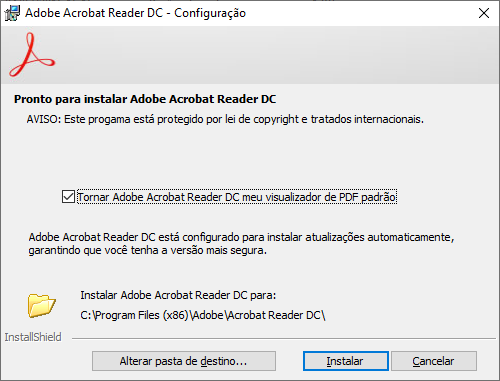 Adobe Acrobat Reader DC - Configuração
Pronto para instalar Adobe Acrobat Reader DC
AVISO: Este progama está protegido por lei de copyright e tratados internacionais.
Tornar Adobe Acrobat Reader DC meu visualizador de PDF padrão
Adobe Acrobat Reader DC está configurado para instalar atualizações automaticamente,
garantindo que você tenha a versão mais segura.
Instalar Adobe Acrobat Reader DC para:
C:\Program Files (x86)\Adobe\Acrobat Reader DC\
InstallShield
Alterar pasta de destino...
Instalar
Cancelar